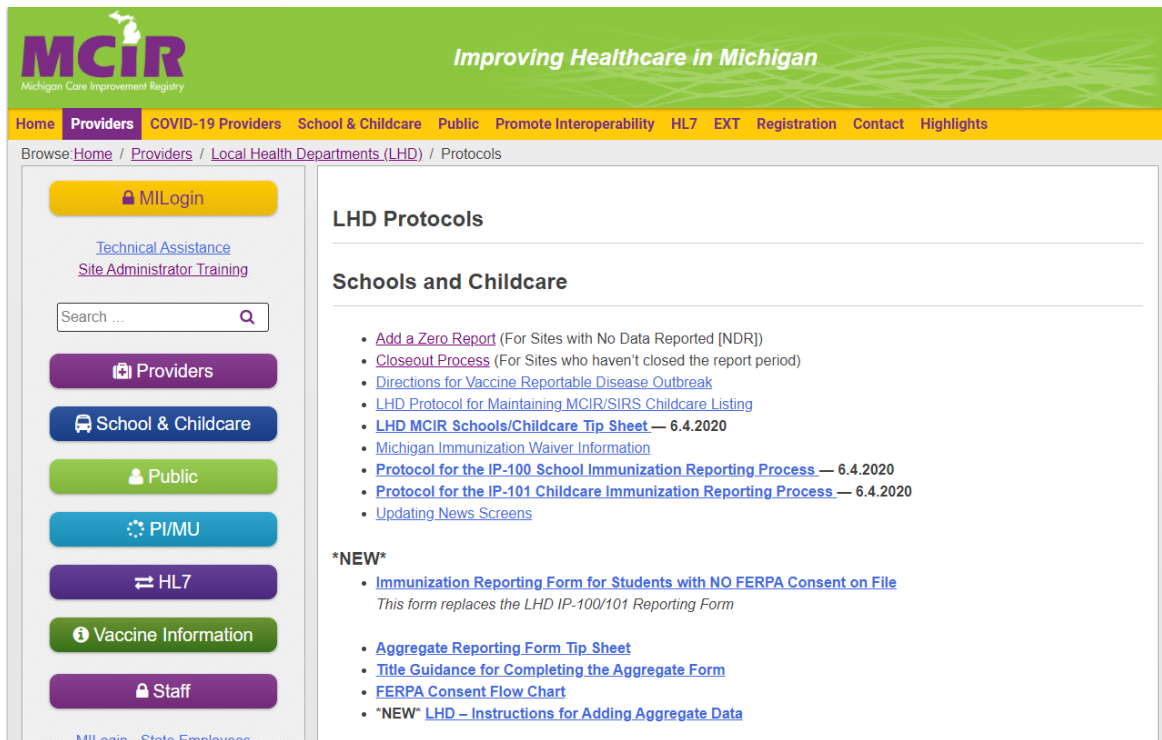 MCiR
Michigan Care Improvement Registry
Improving Healthcare in Michigan
Home Providers COVID-19 Providers School & Childcare Public Promote Interoperability HL7 EXT Registration Contact Highlights
Browse:Home / Providers / Local Health Departments (LHD) / Protocols
MILogin
Technical Assistance
Site Administrator Training
Search ...
Providers
School & Childcare
Public
PI/MU
HL7
Vaccine Information
Staff
MILogin - State Employees
LHD Protocols
Schools and Childcare
• Add a Zero Report (For Sites with No Data Reported [NDR])
• Closeout Process (For Sites who haven't closed the report period)
• Directions for Vaccine Reportable Disease Outbreak
• LHD Protocol for Maintaining MCIR/SIRS Childcare Listing
• LHD MCIR Schools/Childcare Tip Sheet — 6.4.2020
• Michigan Immunization Waiver Information
• Protocol for the IP-100 School Immunization Reporting Process — 6.4.2020
• Protocol for the IP-101 Childcare Immunization Reporting Process — 6.4.2020
• Updating News Screens
*NEW*
• Immunization Reporting Form for Students with NO FERPA Consent on File
This form replaces the LHD IP-100/101 Reporting Form
• Aggregate Reporting Form Tip Sheet
• Title Guidance for Completing the Aggregate Form
• FERPA Consent Flow Chart
• *NEW* LHD – Instructions for Adding Aggregate Data